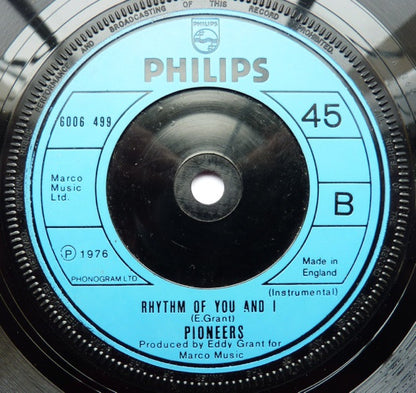 AND BROADCASTING OF THIS RECORD
PHILIPS
PHILIPS
6006 499
45
Marco
Music
Ltd.
B
℗ 1976
Made in
England
PHONOGRAM LTD
(Instrumental)
RHYTHM OF YOU AND I
(E.Grant)
PIONEERS
Produced by Eddy Grant for
Marco Music